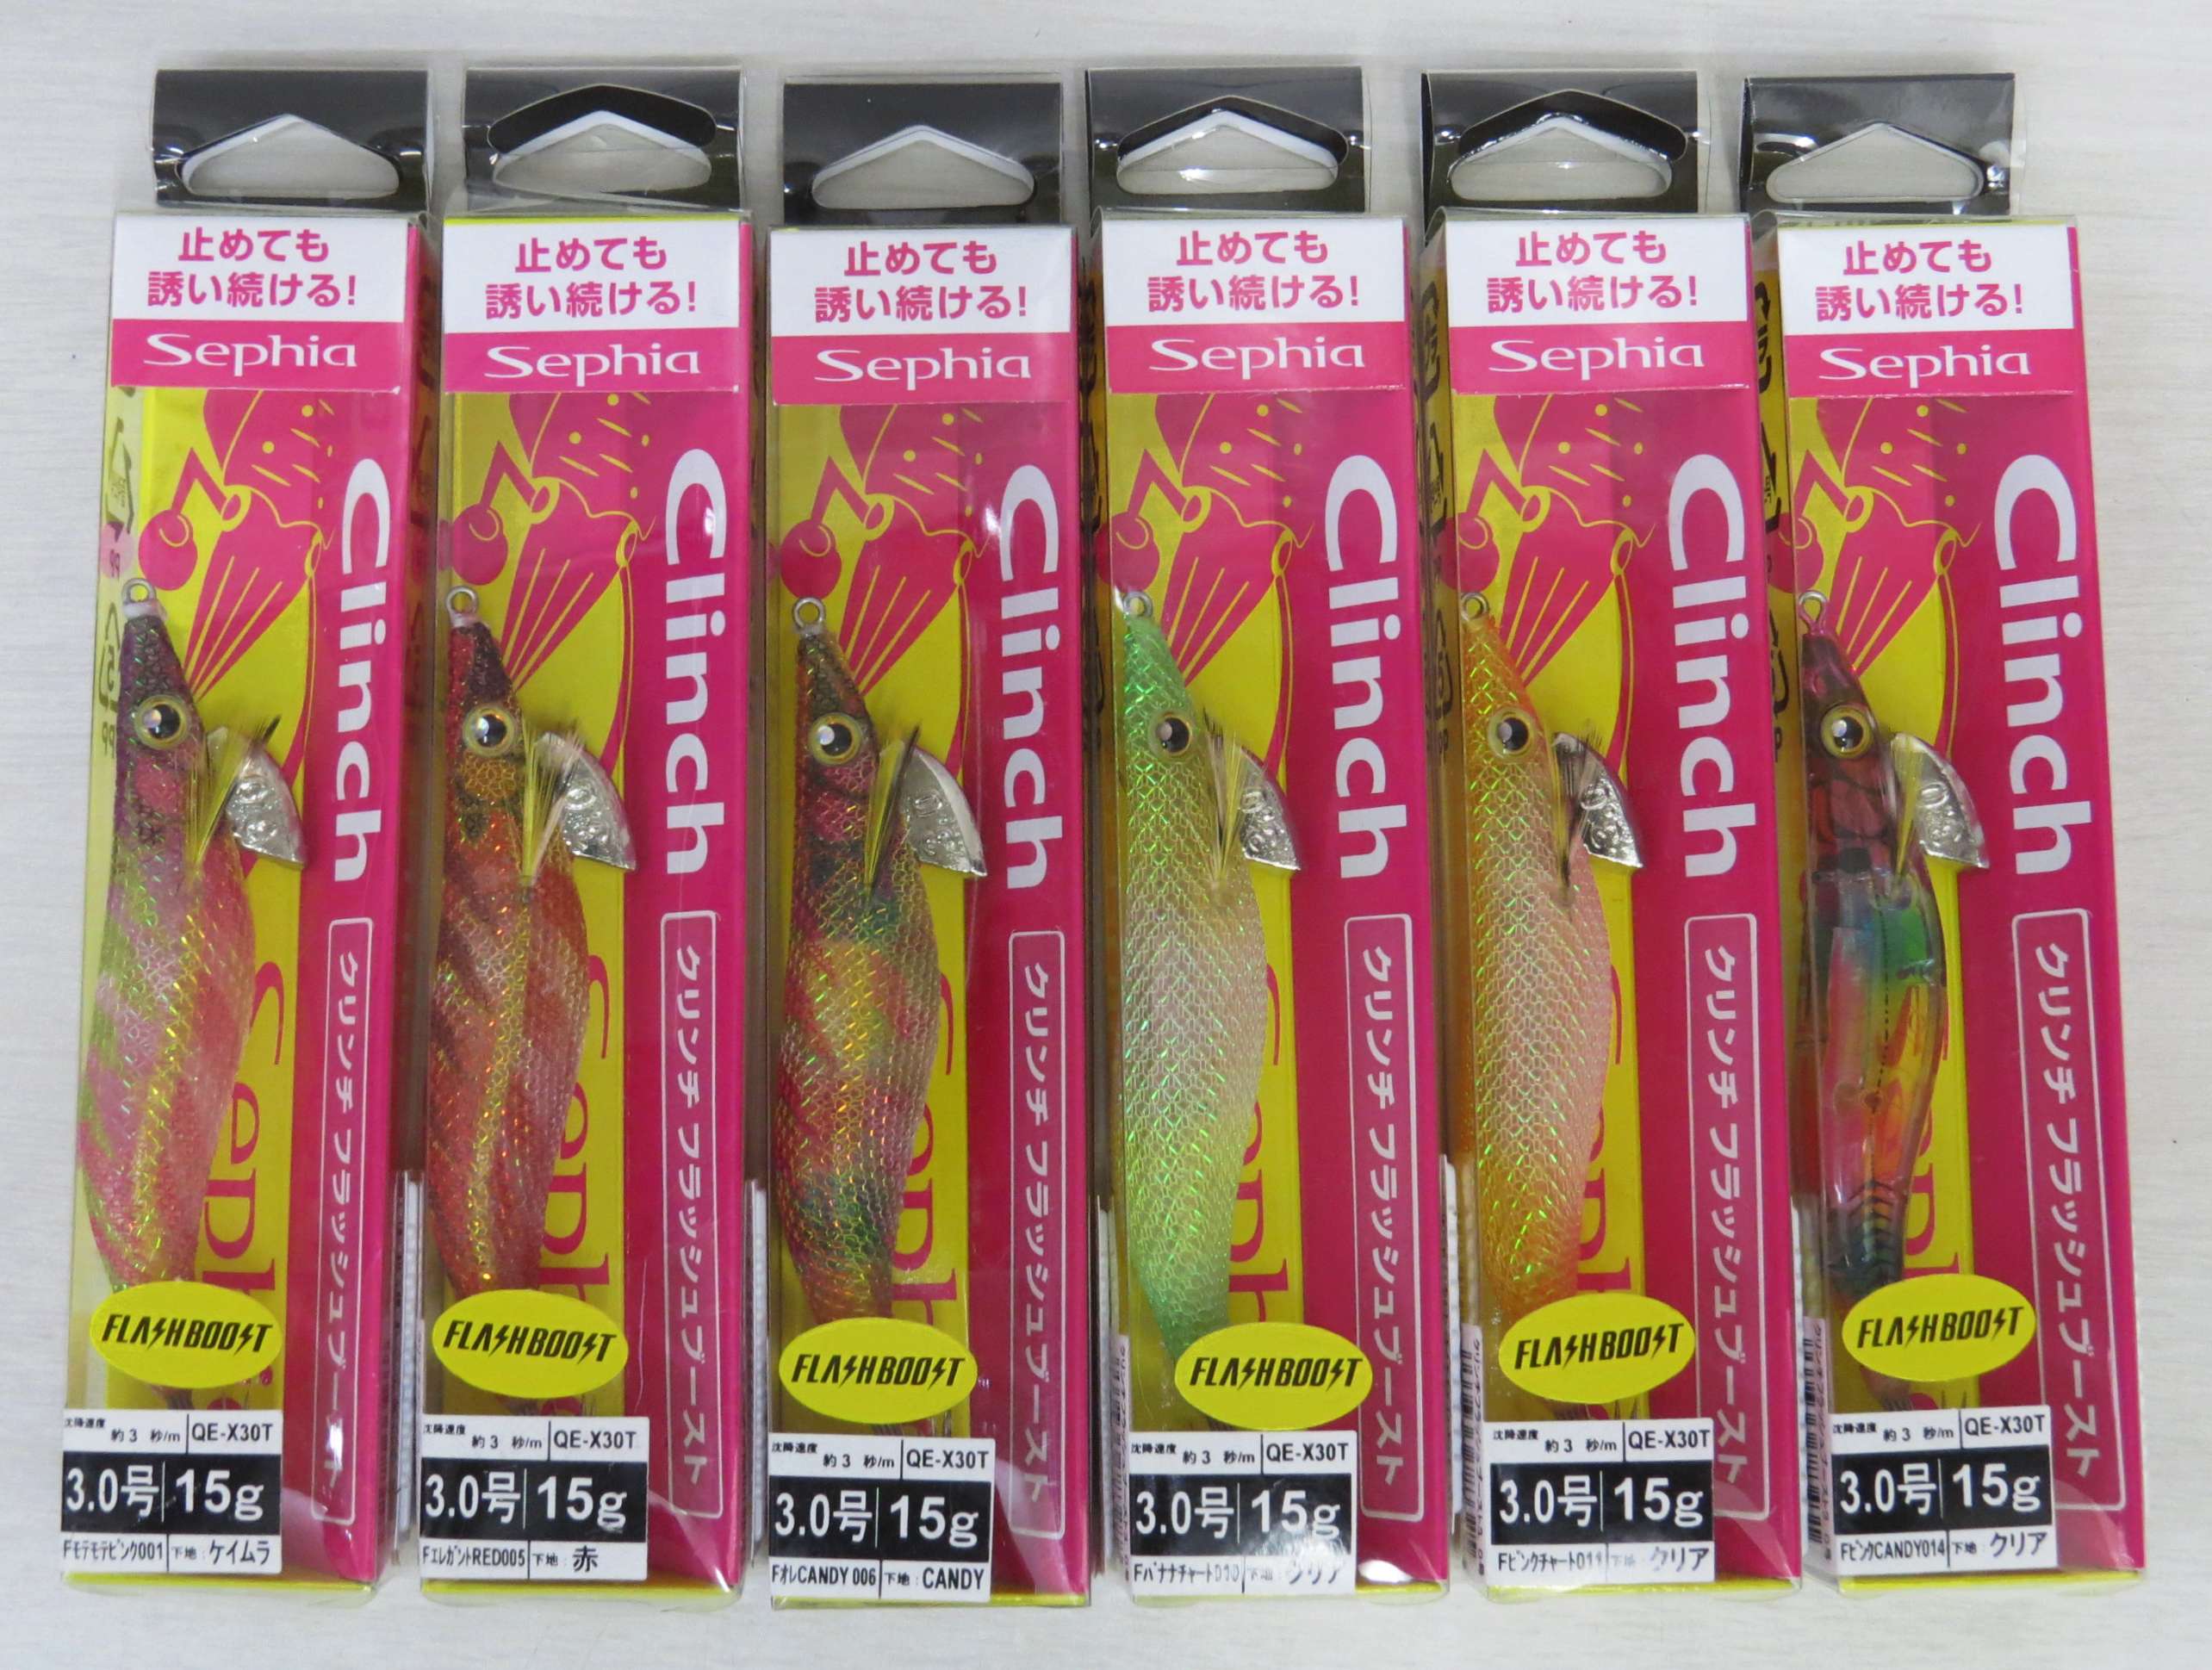 止めても
誘い続ける!
Sephia
Clinch
クリンチ フラッシュブースト
FLASHBOOST
沈降速度 約3 秒/m QE-X30T
3.0号 15g
Fモテモテピンク001 下地:ケイムラ
止めても
誘い続ける!
Sephia
Clinch
クリンチ フラッシュブースト
FLASHBOOST
沈降速度 約3 秒/m QE-X30T
3.0号 15g
FエレガントRED005 下地:赤
止めても
誘い続ける!
Sephia
Clinch
クリンチ フラッシュブースト
FLASHBOOST
沈降速度 約3 秒/m QE-X30T
3.0号 15g
FオレCANDY 006 下地:CANDY
止めても
誘い続ける!
Sephia
Clinch
クリンチ フラッシュブースト
FLASHBOOST
沈降速度 約3 秒/m QE-X30T
3.0号 15g
Fバナナチャート010 下地:クリア
止めても
誘い続ける!
Sephia
Clinch
クリンチ フラッシュブースト
FLASHBOOST
沈降速度 約3 秒/m QE-X30T
3.0号 15g
Fピンクチャート011 下地:クリア
止めても
誘い続ける!
Sephia
Clinch
クリンチ フラッシュブースト
FLASHBOOST
沈降速度 約3 秒/m QE-X30T
3.0号 15g
FピンクCANDY014 下地:クリア